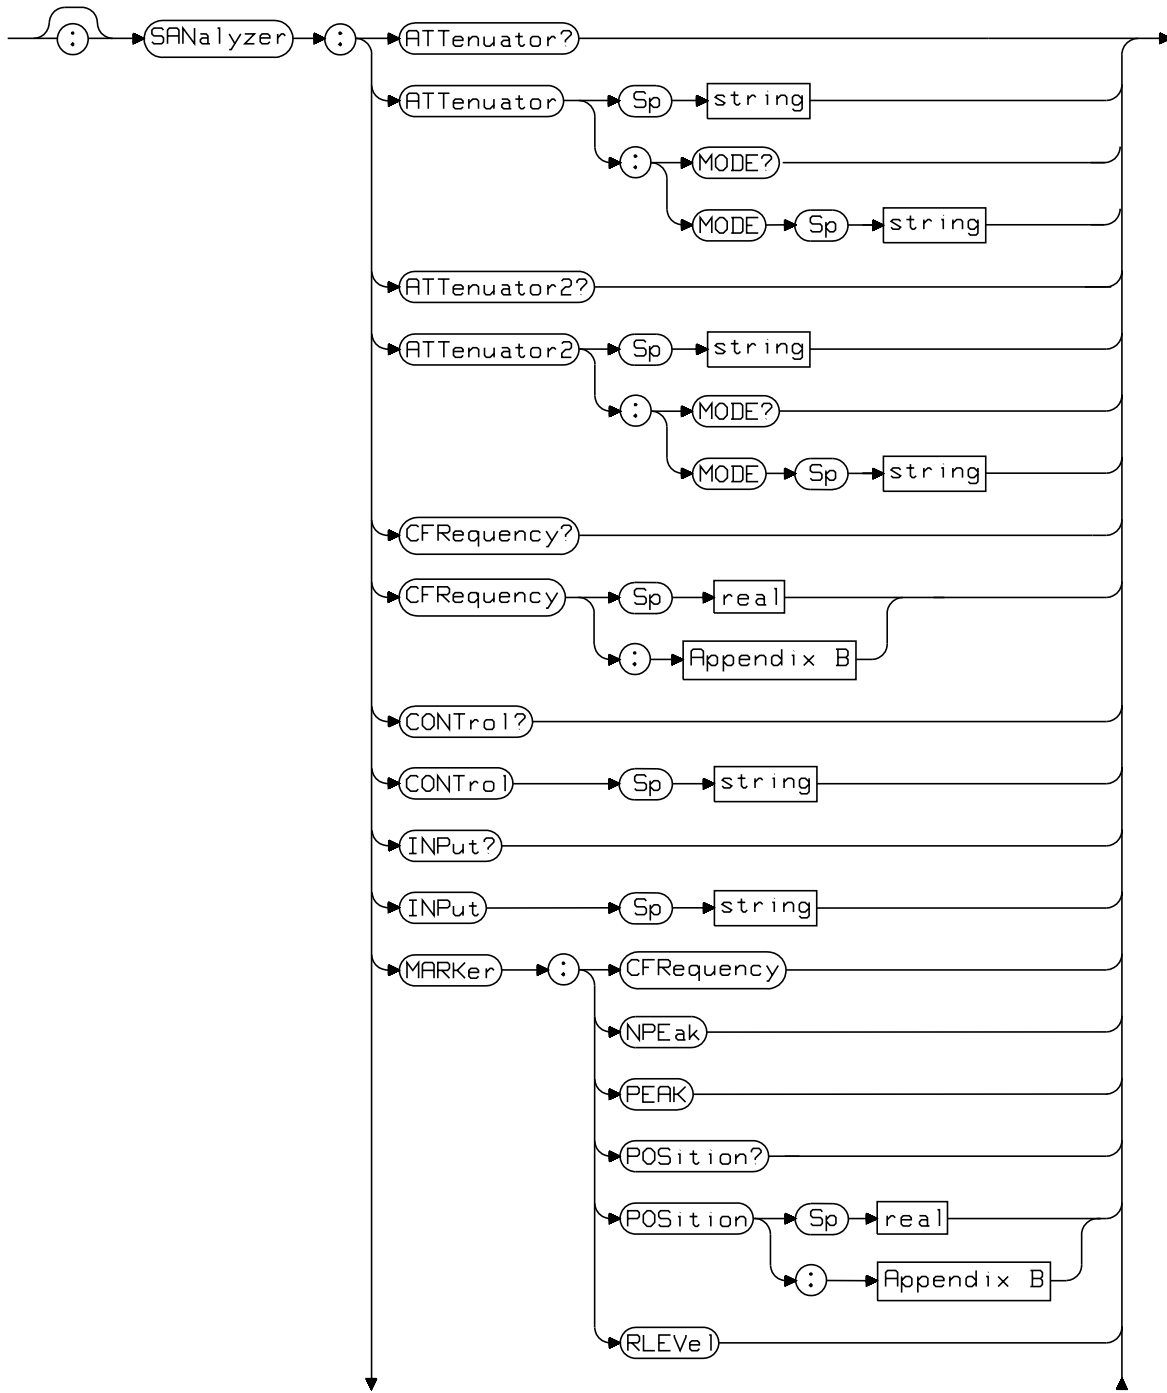 : SANalyzer : ATTenuator?
ATTenuator Sp string
: MODE?
MODE Sp string
ATTenuator2?
ATTenuator2 Sp string
: MODE?
MODE Sp string
CFRequency?
CFRequency Sp real
: Appendix B
CONTrol?
CONTrol Sp string
INPut?
INPut Sp string
MARKer : CFRequency
NPEak
PEAK
POSition?
POSition Sp real
: Appendix B
RLEVel